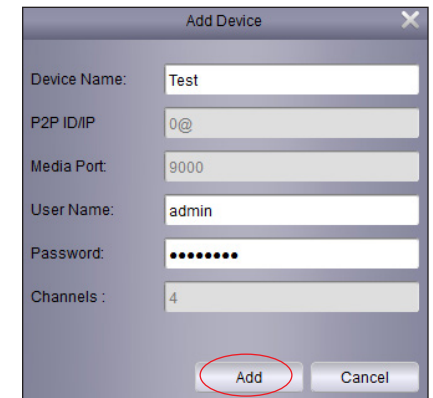 Add Device
Device Name: Test
P2P ID/IP 0@
Media Port: 9000
User Name: admin
Password: ●●●●●●●●
Channels : 4
Add Cancel